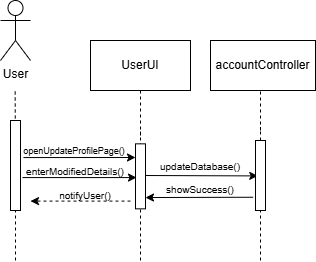 User
UserUI
accountController
openUpdateProfilePage()
enterModifiedDetails()
updateDatabase()
showSuccess()
notifyUser()